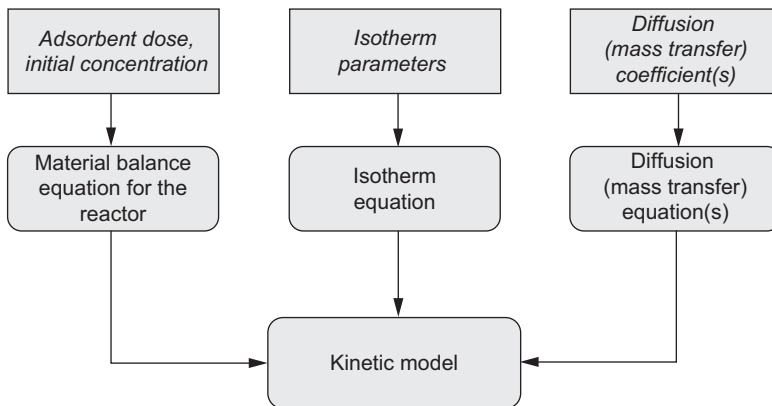 Adsorbent dose,
initial concentration
Isotherm
parameters
Diffusion
(mass transfer)
coefficient(s)
Material balance
equation for the
reactor
Isotherm
equation
Diffusion
(mass transfer)
equation(s)
Kinetic model